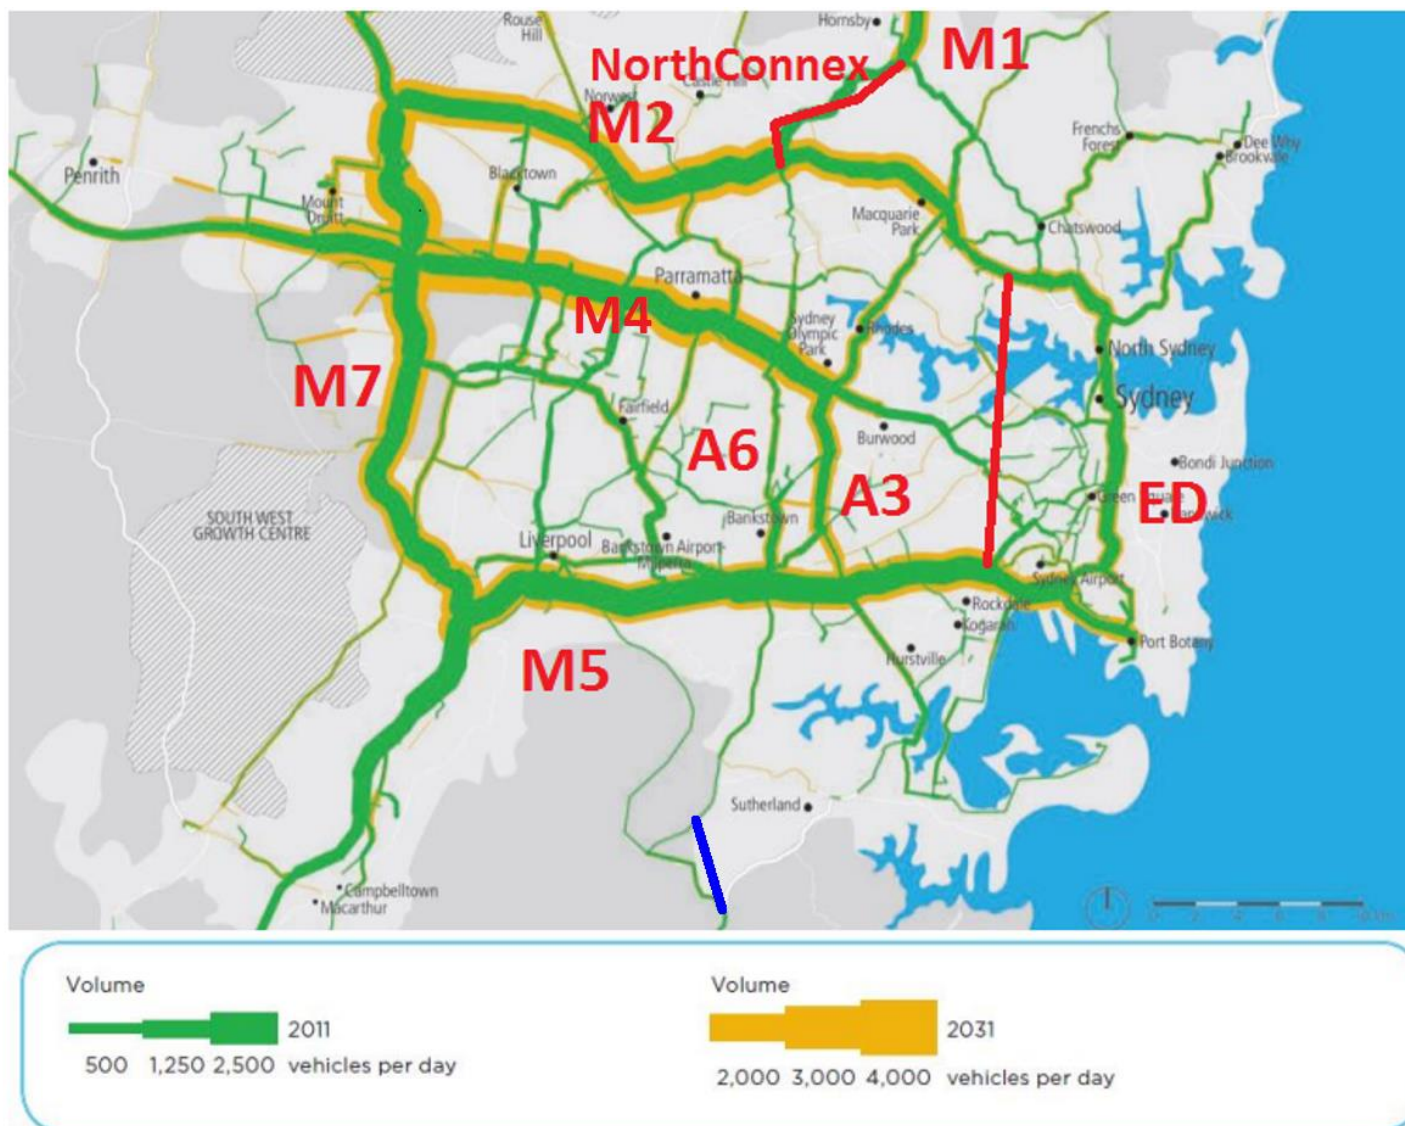 Rouse
Hill
Hornsby
M1
NorthConnex
Castle Hill
Norwest
M2
Frenchs
Forest
Dee Why
Brookvale
Penrith
Blacktown
Mount
Druitt
Macquarie
Park
Chatswood
Parramatta
M4
Sydney
Olympic
Park
Rhodes
North Sydney
M7
Sydney
Fairfield
Burwood
A6
Bondi Junction
A3
Green Square
ED
SOUTH WEST
GROWTH CENTRE
Bankstown
Liverpool
Bankstown Airport-
Sydney Airport
Rockdale
Kogarah
Port Botany
Hurstville
M5
Sutherland
Campbelltown
Macarthur
Volume
2011
500 1,250 2,500 vehicles per day
Volume
2031
2,000 3,000 4,000 vehicles per day